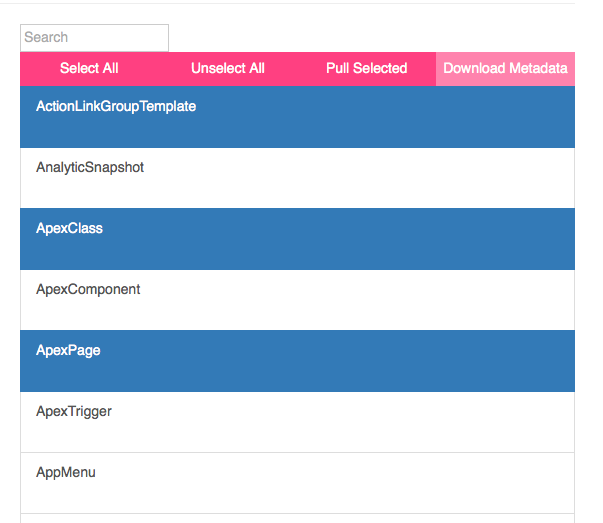 Search
Select All Unselect All Pull Selected Download Metadata
ActionLinkGroupTemplate
AnalyticSnapshot
ApexClass
ApexComponent
ApexPage
ApexTrigger
AppMenu